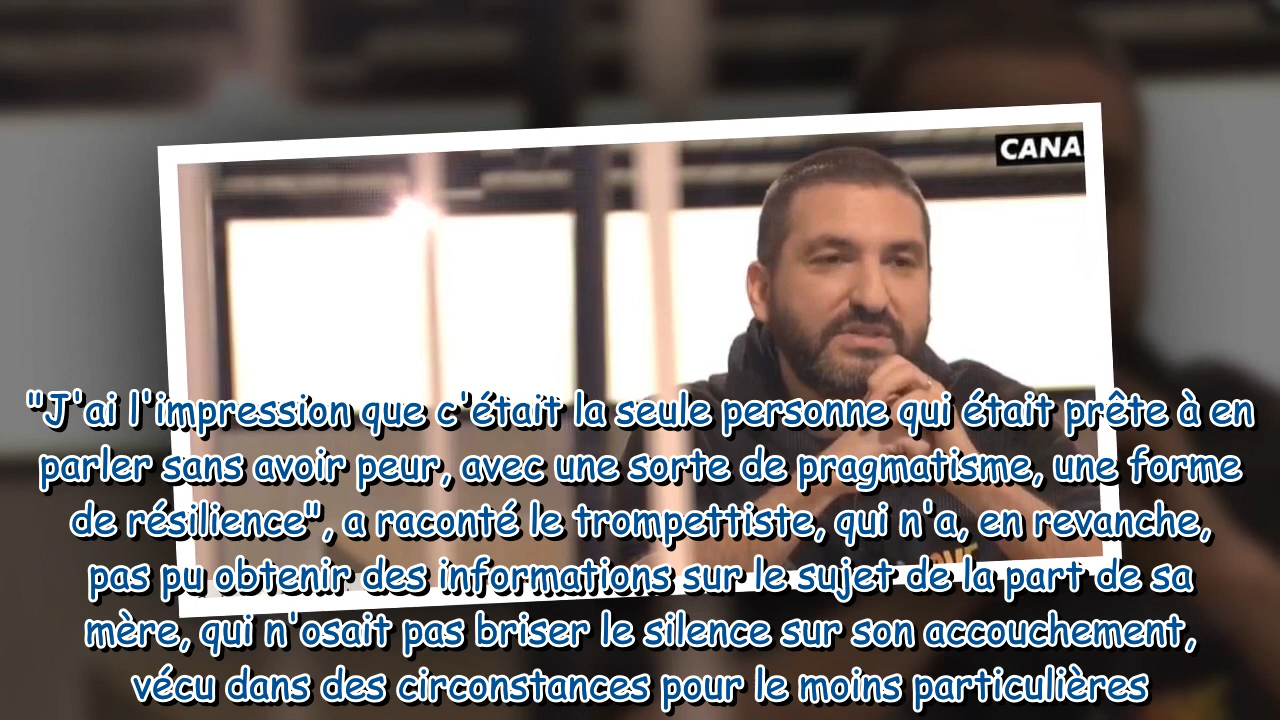 CANA
"J'ai l'impression que c'était la seule personne qui était prête à en
parler sans avoir peur, avec une sorte de pragmatisme, une forme
de résilience", a raconté le trompettiste, qui n'a, en revanche,
pas pu obtenir des informations sur le sujet de la part de sa
mère, qui n'osait pas briser le silence sur son accouchement,
vécu dans des circonstances pour le moins particulières